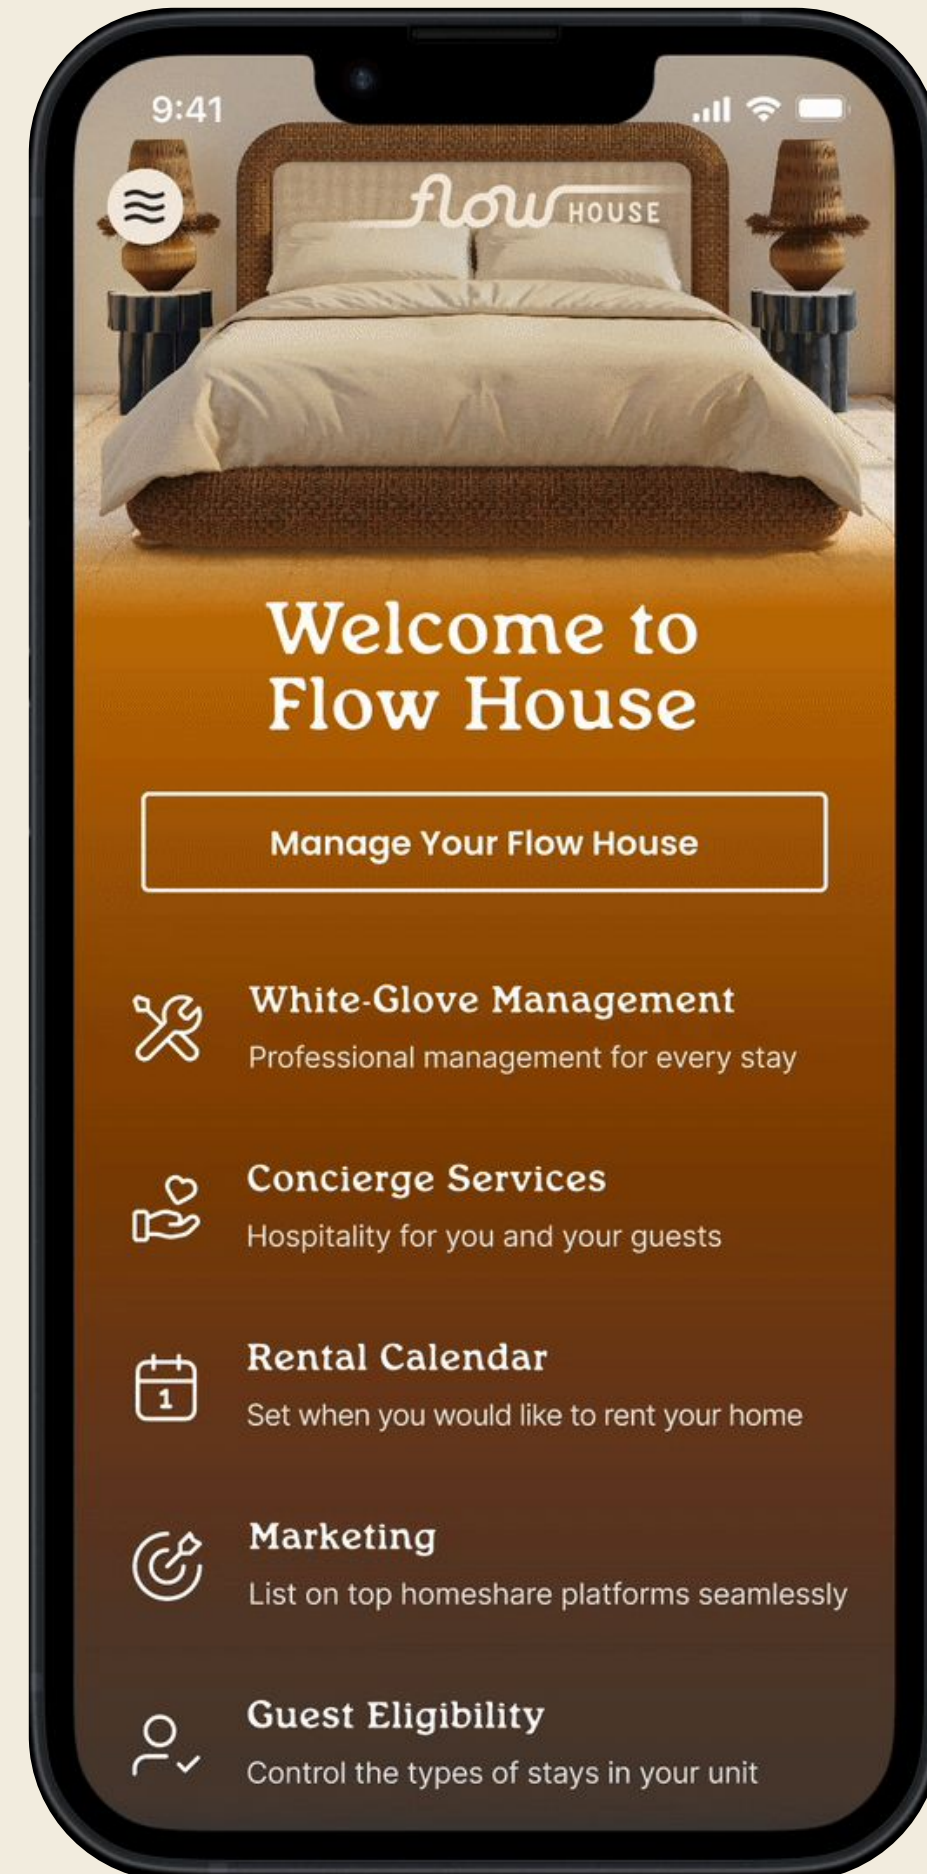 9:41
flow HOUSE
Welcome to
Flow House
Manage Your Flow House
White-Glove Management
Professional management for every stay
Concierge Services
Hospitality for you and your guests
1
Rental Calendar
Set when you would like to rent your home
Marketing
List on top homeshare platforms seamlessly
Guest Eligibility
Control the types of stays in your unit